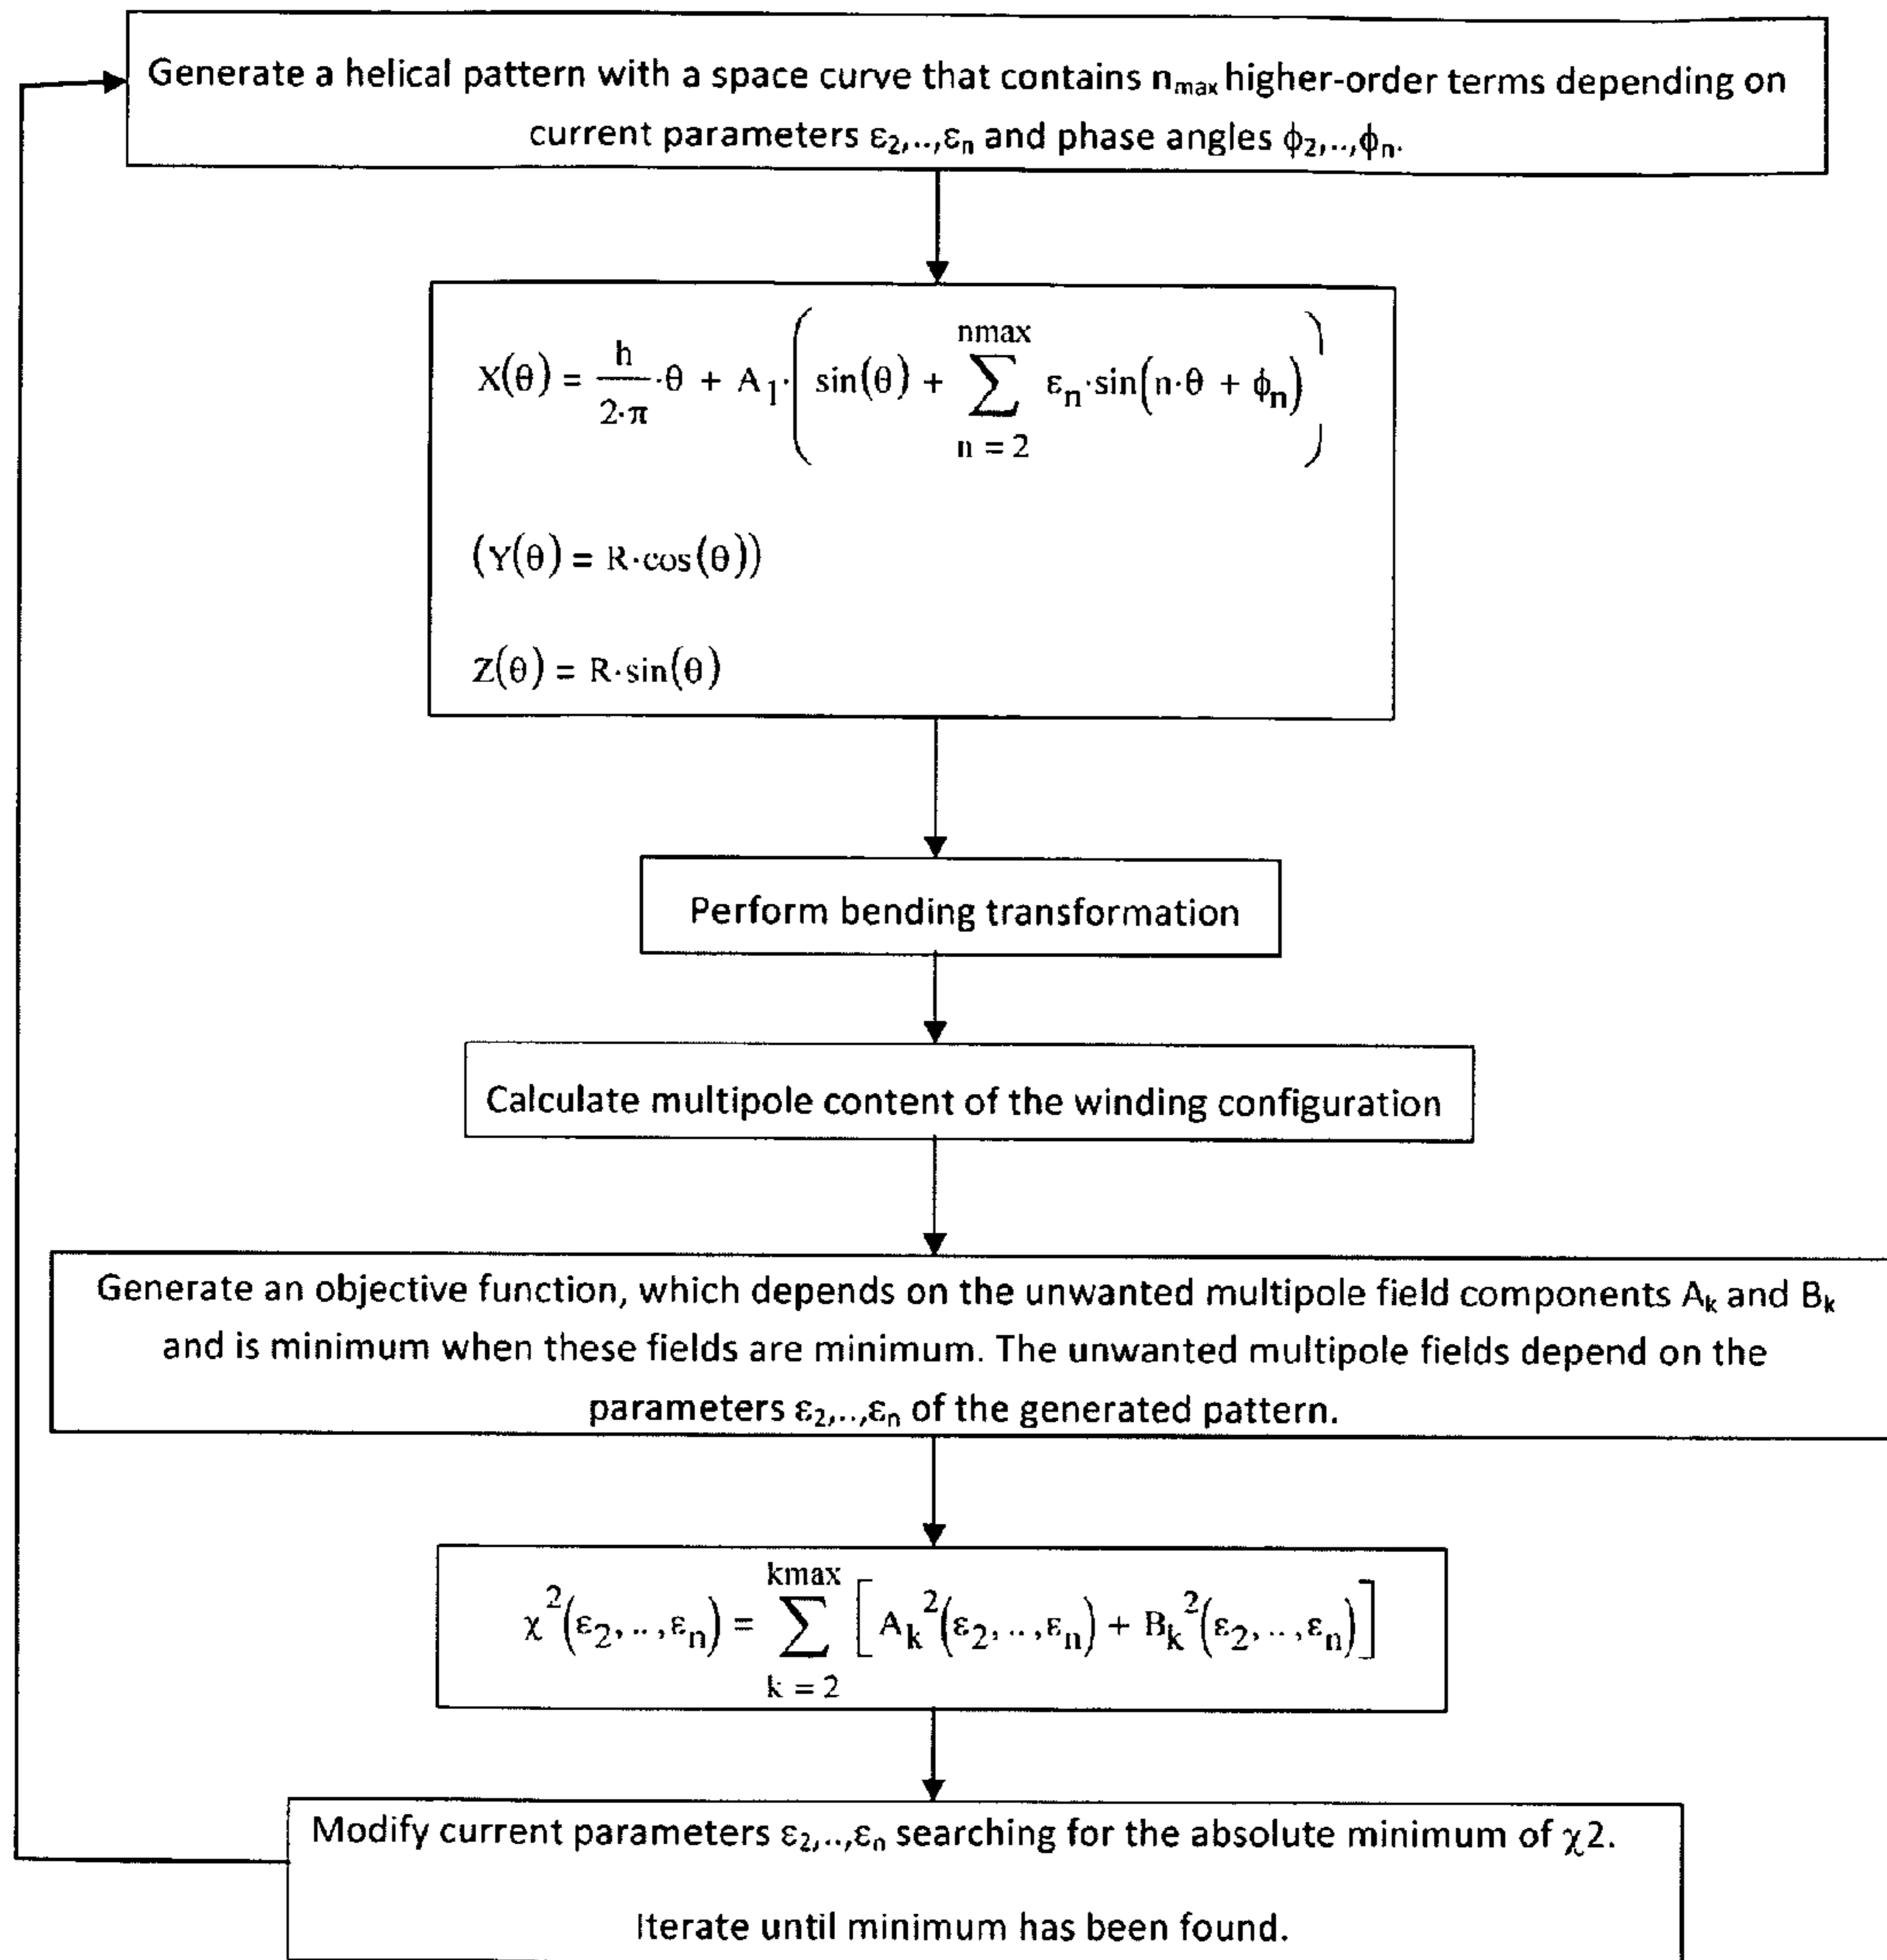 Generate a helical pattern with a space curve that contains nmax higher-order terms depending on
current parameters ε₂,..,εₙ and phase angles ϕ₂,..,ϕₙ.
X(θ) = h/(2·π)·θ + A₁·( sin(θ) + ∑_{n = 2}^{nmax} εₙ·sin(n·θ + ϕₙ) )
(Y(θ) = R·cos(θ))
Z(θ) = R·sin(θ)
Perform bending transformation
Calculate multipole content of the winding configuration
Generate an objective function, which depends on the unwanted multipole field components Aₖ and Bₖ
and is minimum when these fields are minimum. The unwanted multipole fields depend on the
parameters ε₂,..,εₙ of the generated pattern.
χ²(ε₂, .. ,εₙ) = ∑_{k = 2}^{kmax} [ Aₖ²(ε₂, .. ,εₙ) + Bₖ²(ε₂, .. ,εₙ) ]
Modify current parameters ε₂,..,εₙ searching for the absolute minimum of χ2.
Iterate until minimum has been found.